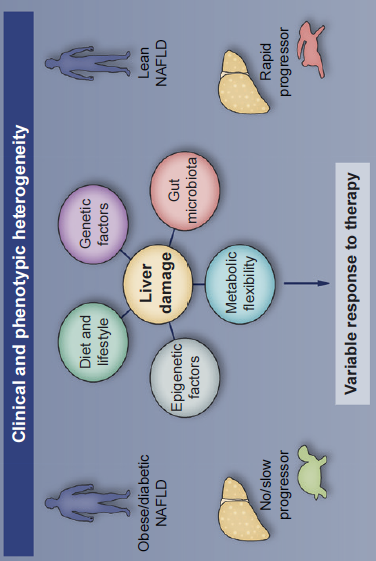 Clinical and phenotypic heterogeneity
Obese/diabetic
NAFLD
Diet and
lifestyle
Genetic
factors
Lean
NAFLD
Liver
damage
Epigenetic
factors
Gut
microbiota
Metabolic
flexibility
No/slow
progressor
Rapid
progressor
Variable response to therapy